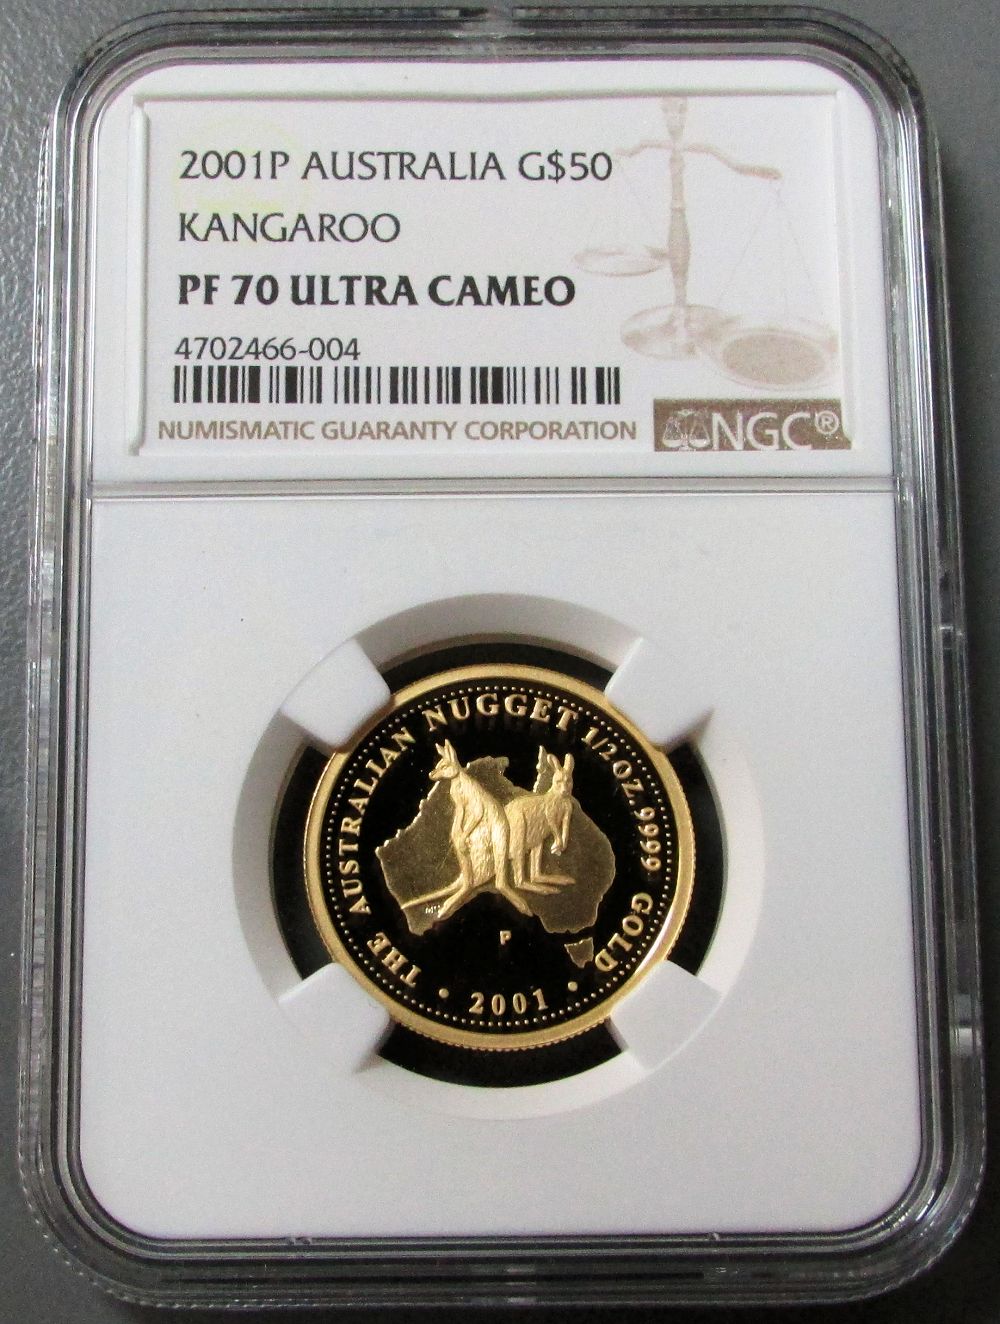 2001P AUSTRALIA G$50
KANGAROO
PF 70 ULTRA CAMEO
4702466-004
NUMISMATIC GUARANTY CORPORATION
NGC®
THE AUSTRALIAN NUGGET 1/2OZ. 9999 GOLD
P
• 2001 •